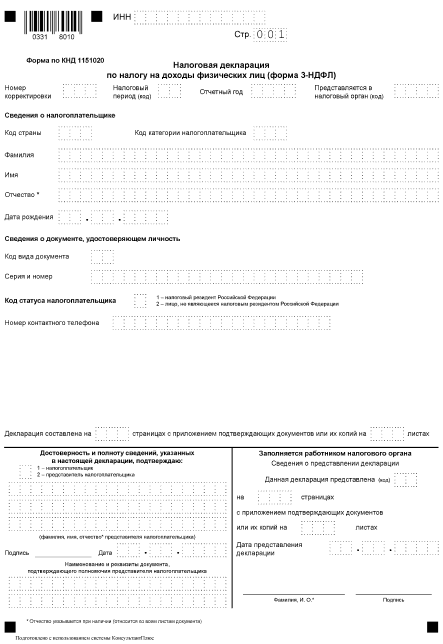 ИНН
0331 8010
Стр. 001
Форма по КНД 1151020
Налоговая декларация
по налогу на доходы физических лиц (форма 3-НДФЛ)
Номер корректировки
Налоговый период (код)
Отчетный год
Представляется в налоговый орган (код)
Сведения о налогоплательщике
Код страны
Код категории налогоплательщика
Фамилия
Имя
Отчество *
Дата рождения . .
Сведения о документе, удостоверяющем личность
Код вида документа
Серия и номер
Код статуса налогоплательщика
1 – налоговый резидент Российской Федерации
2 – лицо, не являющееся налоговым резидентом Российской Федерации
Номер контактного телефона
Декларация составлена на страницах с приложением подтверждающих документов или их копий на листах
Достоверность и полноту сведений, указанных
в настоящей декларации, подтверждаю:
1 – налогоплательщик
2 – представитель налогоплательщика
(фамилия, имя, отчество* представителя налогоплательщика)
Подпись Дата . .
Наименование и реквизиты документа,
подтверждающего полномочия представителя налогоплательщика
Заполняется работником налогового органа
Сведения о представлении декларации
Данная декларация представлена (код)
на страницах
с приложением подтверждающих документов
или их копий на листах
Дата представления декларации . .
Фамилия, И. О.*
Подпись
* Отчество указывается при наличии (относится ко всем листам документа)
Подготовлено с использованием системы КонсультантПлюс